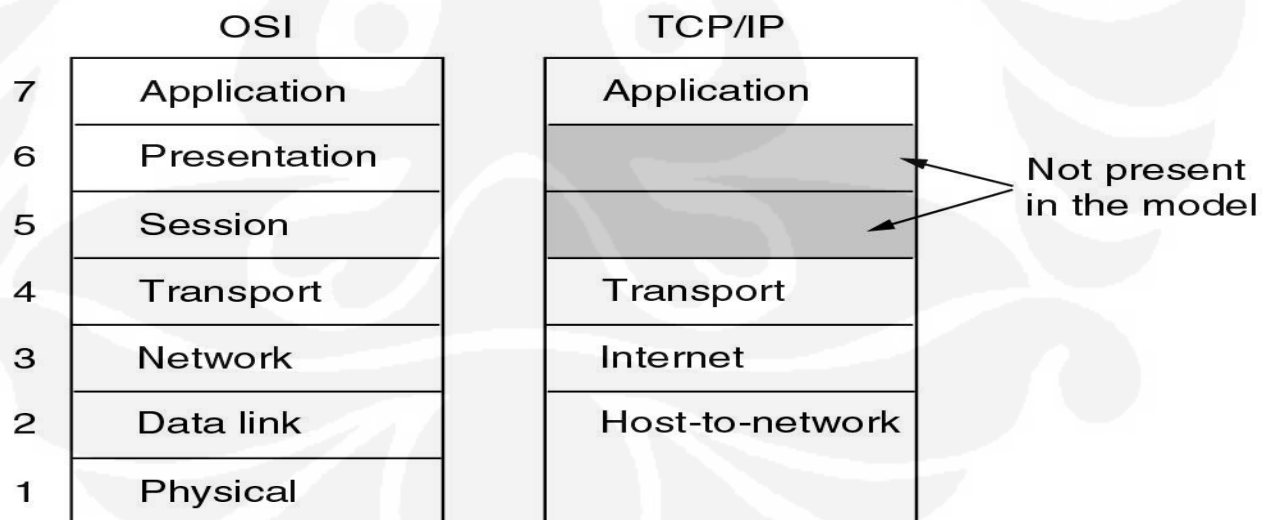 OSI TCP/IP
7 Application Application
6 Presentation
Not present
in the model
5 Session
4 Transport Transport
3 Network Internet
2 Data link Host-to-network
1 Physical